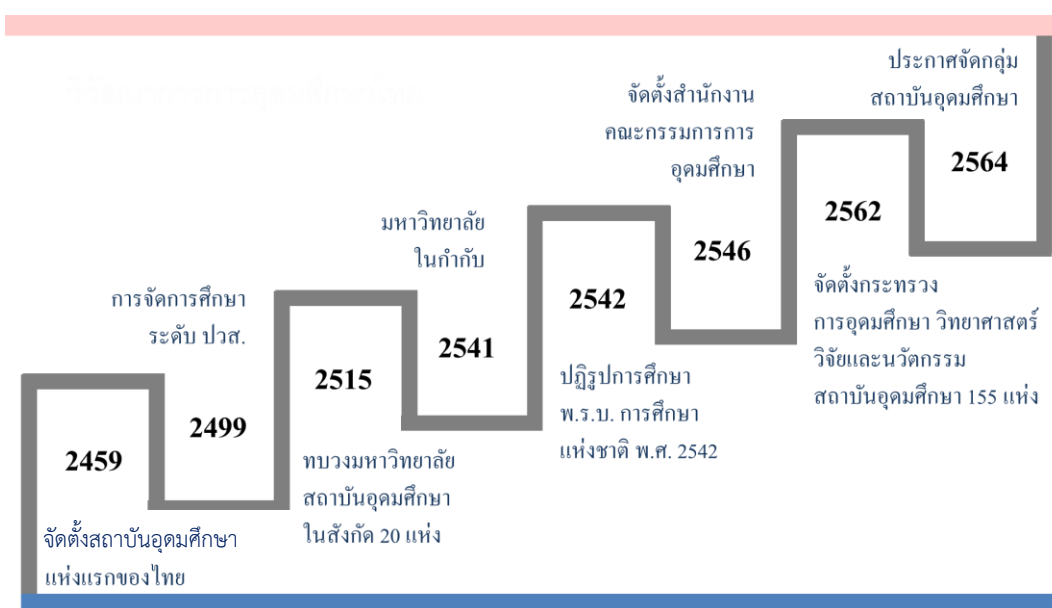 2459
จัดตั้งสถาบันอุดมศึกษา
แห่งแรกของไทย
การจัดการศึกษา
ระดับ ปวส.
2499
2515
ทบวงมหาวิทยาลัย
สถาบันอุดมศึกษา
ในสังกัด 20 แห่ง
มหาวิทยาลัย
ในกำกับ
2541
2542
ปฏิรูปการศึกษา
พ.ร.บ. การศึกษา
แห่งชาติ พ.ศ. 2542
จัดตั้งสำนักงาน
คณะกรรมการการ
อุดมศึกษา
2546
2562
จัดตั้งกระทรวง
การอุดมศึกษา วิทยาศาสตร์
วิจัยและนวัตกรรม
สถาบันอุดมศึกษา 155 แห่ง
ประกาศจัดกลุ่ม
สถาบันอุดมศึกษา
2564